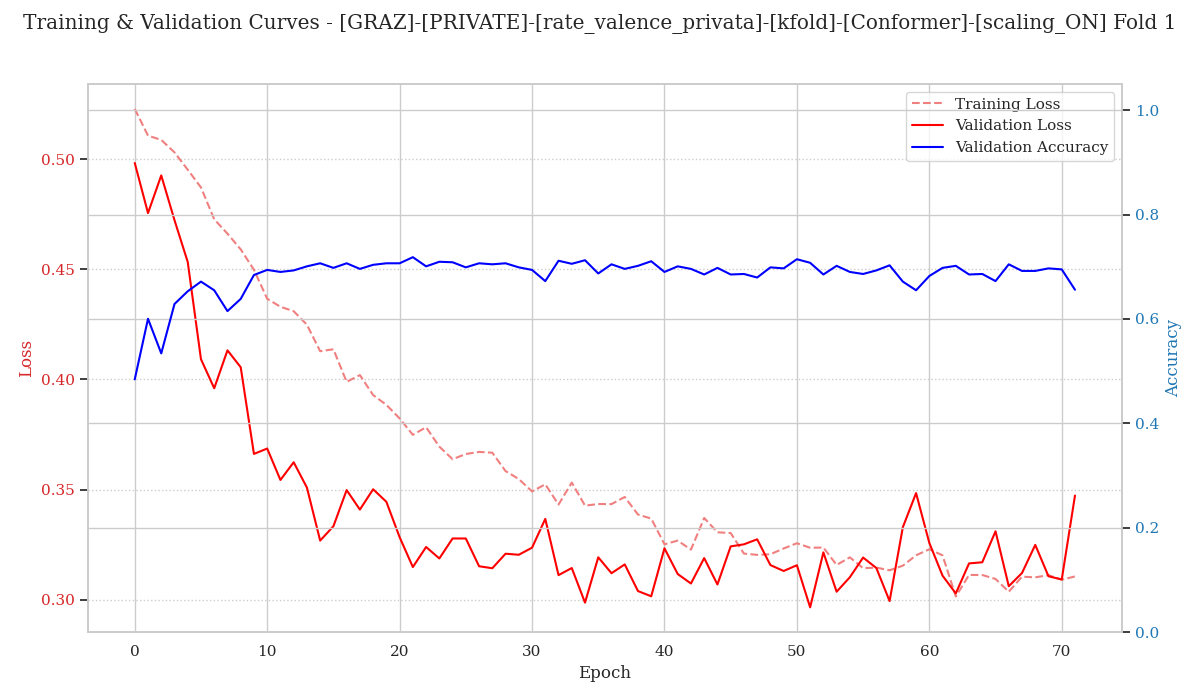 Training & Validation Curves - [GRAZ]-[PRIVATE]-[rate_valence_privata]-[kfold]-[Conformer]-[scaling_ON] Fold 1
Training Loss
Validation Loss
Validation Accuracy
Loss
0.50
0.45
0.40
0.35
0.30
1.0
0.8
0.6
0.4
0.2
0.0
Accuracy
0 10 20 30 40 50 60 70
Epoch